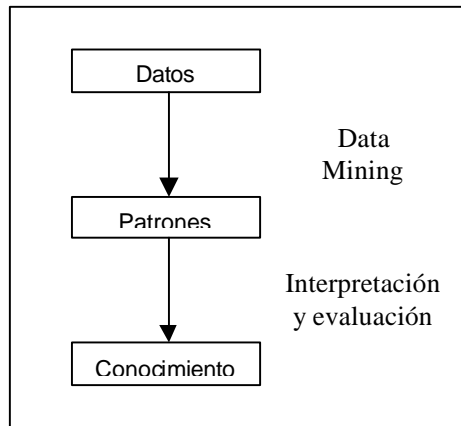 Datos
Data
Mining
Patrones
Interpretación
y evaluación
Conocimiento